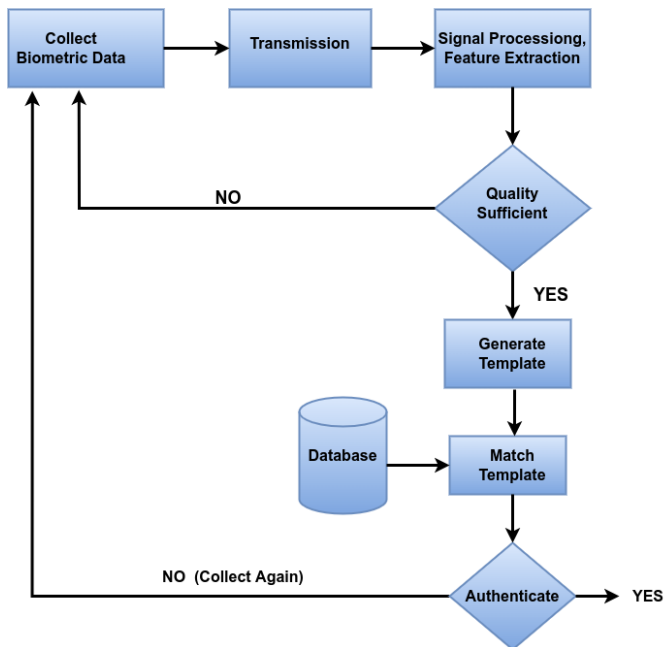 Collect
Biometric Data
Transmission
Signal Processiong,
Feature Extraction
Quality
Sufficient
NO
YES
Generate
Template
Database
Match
Template
NO (Collect Again)
Authenticate
YES